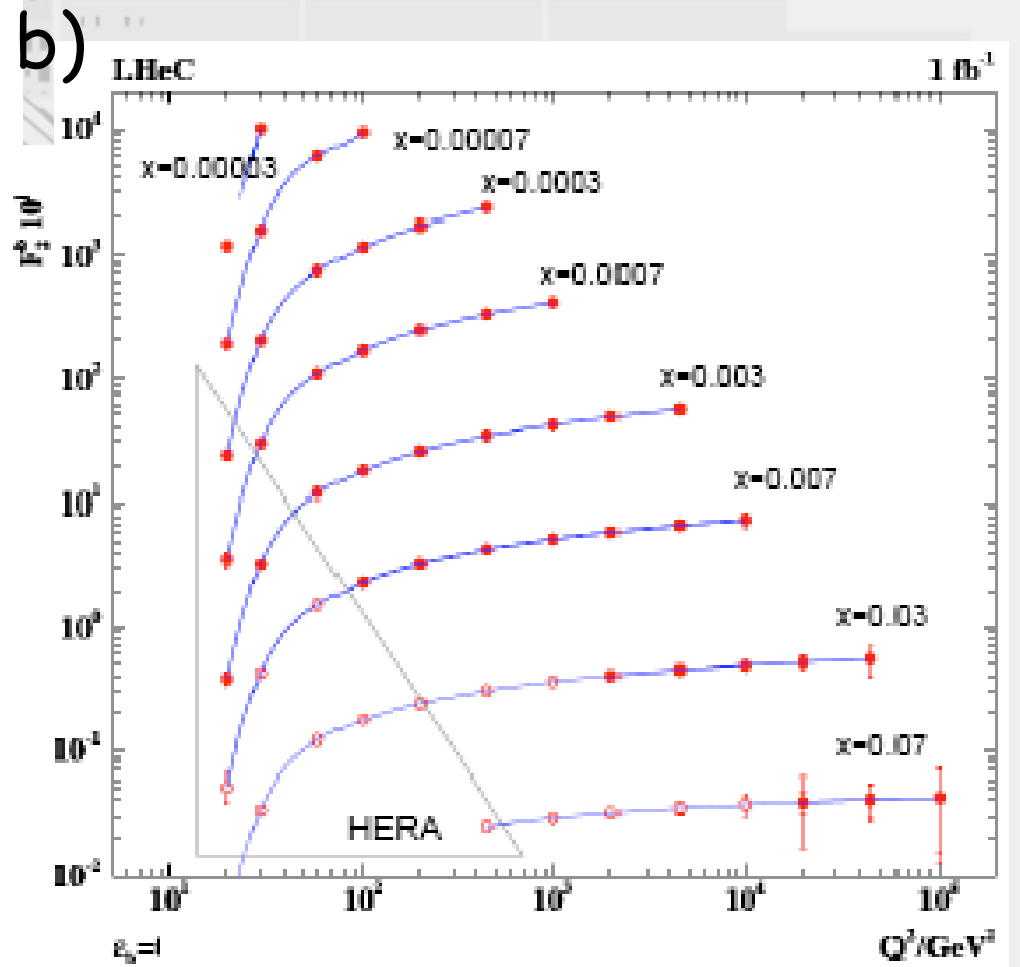 b)
LHeC 1 fb⁻¹
10⁴
x=0.00007
x=0.00003
x=0.0003
10³
x=0.0007
10²
x=0.003
10¹
x=0.007
10⁰
x=0.03
10⁻¹
x=0.07
HERA
10⁻²
10¹ 10² 10³ 10⁴ 10⁵
Q²/GeV²